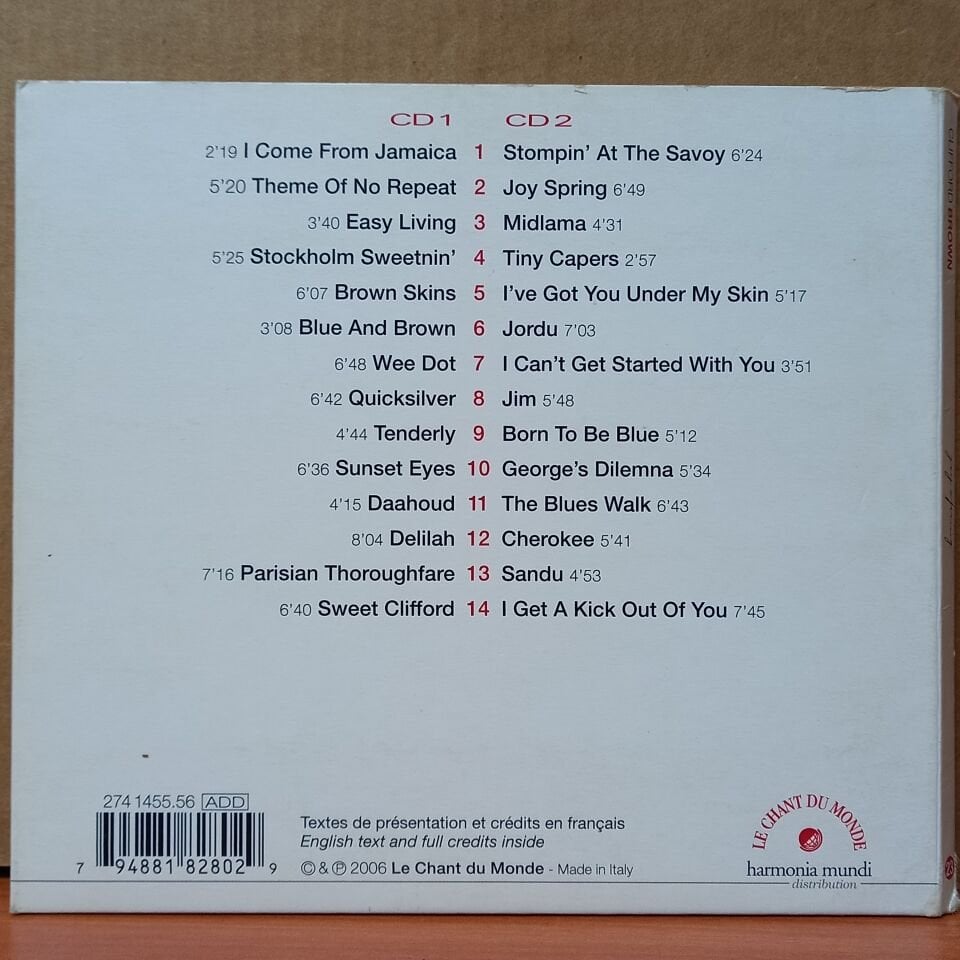 CD 1 CD 2
2'19 I Come From Jamaica 1 Stompin' At The Savoy 6'24
5'20 Theme Of No Repeat 2 Joy Spring 6'49
3'40 Easy Living 3 Midlama 4'31
5'25 Stockholm Sweetnin' 4 Tiny Capers 2'57
6'07 Brown Skins 5 I've Got You Under My Skin 5'17
3'08 Blue And Brown 6 Jordu 7'03
6'48 Wee Dot 7 I Can't Get Started With You 3'51
6'42 Quicksilver 8 Jim 5'48
4'44 Tenderly 9 Born To Be Blue 5'12
6'36 Sunset Eyes 10 George's Dilemna 5'34
4'15 Daahoud 11 The Blues Walk 6'43
8'04 Delilah 12 Cherokee 5'41
7'16 Parisian Thoroughfare 13 Sandu 4'53
6'40 Sweet Clifford 14 I Get A Kick Out Of You 7'45
274 1455.56 ADD
7 94881 82802 9
Textes de présentation et crédits en français
English text and full credits inside
© & ℗ 2006 Le Chant du Monde - Made in Italy
LE CHANT DU MONDE
harmonia mundi
distribution
CLIFFORD BROWN